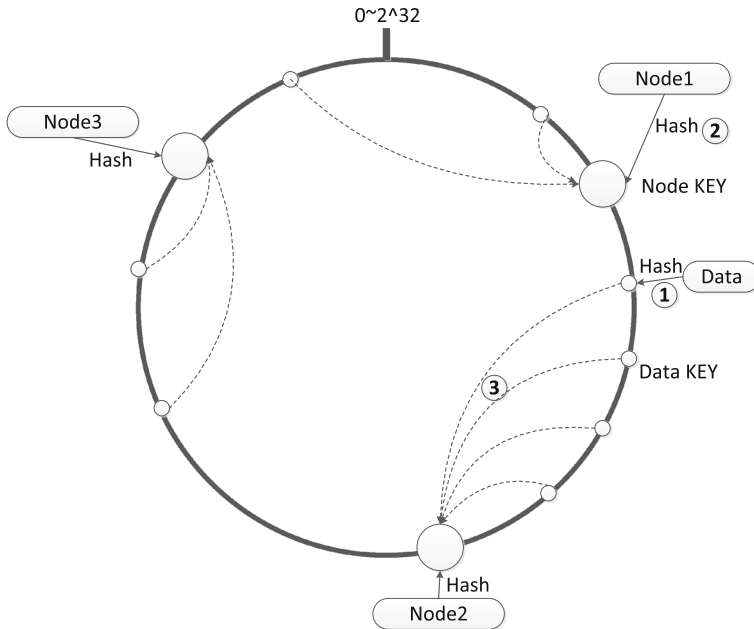 0~2^32
Node1
Node3
Hash 2
Hash
Node KEY
Hash
Data
1
Data KEY
3
Hash
Node2